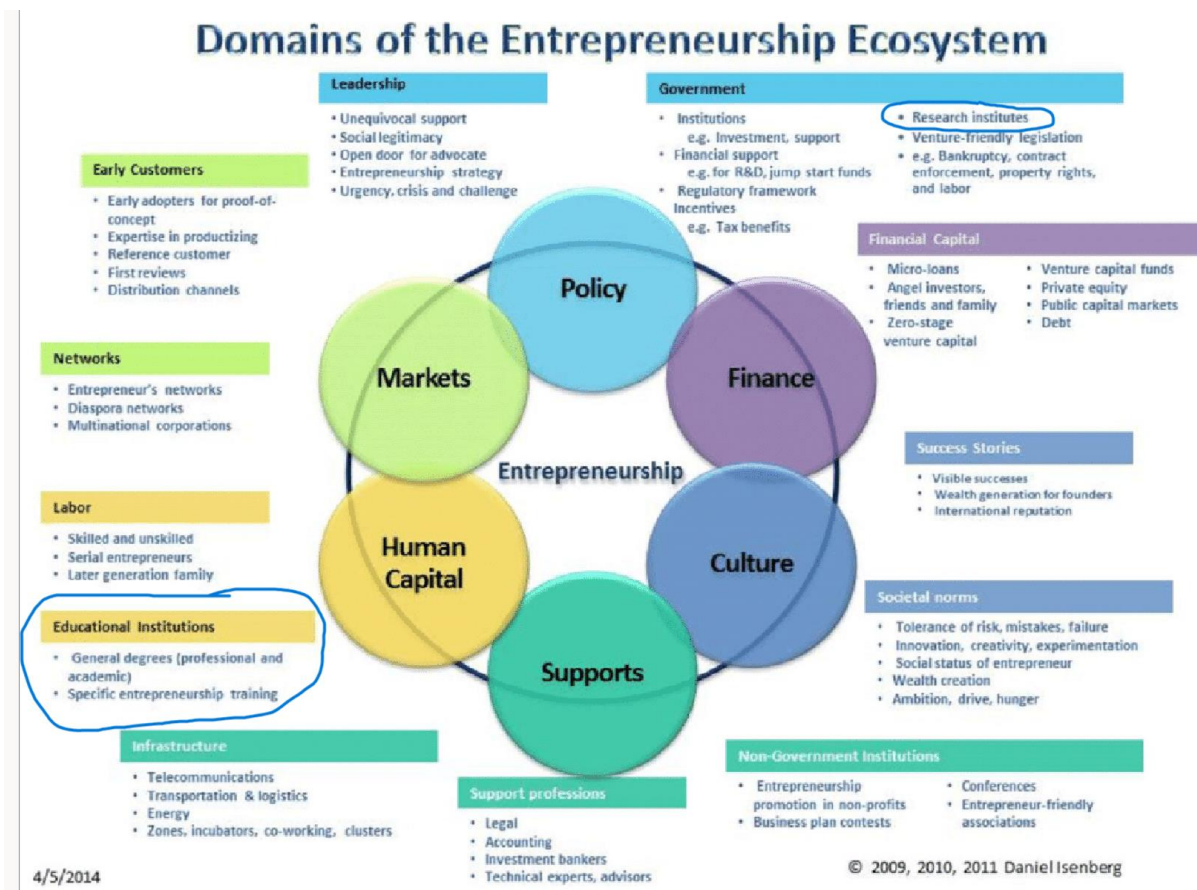 Domains of the Entrepreneurship Ecosystem
Leadership
• Unequivocal support
• Social legitimacy
• Open door for advocate
• Entrepreneurship strategy
• Urgency, crisis and challenge
Government
• Institutions
e.g. Investment, support
• Financial support
e.g. for R&D, jump start funds
• Regulatory framework
Incentives
e.g. Tax benefits
• Research institutes
• Venture-friendly legislation
• e.g. Bankruptcy, contract
enforcement, property rights,
and labor
Early Customers
• Early adopters for proof-of-
concept
• Expertise in productizing
• Reference customer
• First reviews
• Distribution channels
Financial Capital
• Micro-loans
• Angel investors,
friends and family
• Zero-stage
venture capital
• Venture capital funds
• Private equity
• Public capital markets
• Debt
Networks
• Entrepreneur's networks
• Diaspora networks
• Multinational corporations
Policy
Markets
Finance
Entrepreneurship
Human
Capital
Culture
Supports
Success Stories
• Visible successes
• Wealth generation for founders
• International reputation
Labor
• Skilled and unskilled
• Serial entrepreneurs
• Later generation family
Educational Institutions
• General degrees (professional and
academic)
• Specific entrepreneurship training
Societal norms
• Tolerance of risk, mistakes, failure
• Innovation, creativity, experimentation
• Social status of entrepreneur
• Wealth creation
• Ambition, drive, hunger
Infrastructure
• Telecommunications
• Transportation & logistics
• Energy
• Zones, incubators, co-working, clusters
Support professions
• Legal
• Accounting
• Investment bankers
• Technical experts, advisors
Non-Government Institutions
• Entrepreneurship
promotion in non-profits
• Business plan contests
• Conferences
• Entrepreneur-friendly
associations
4/5/2014
© 2009, 2010, 2011 Daniel Isenberg